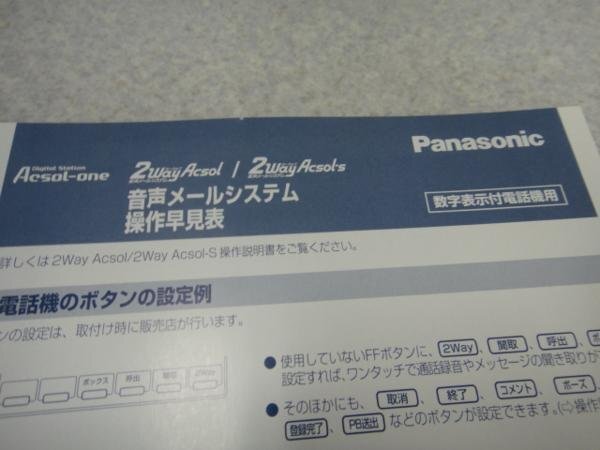 Panasonic
Digital Station
Acsol-one
2Way Acsol / 2Way Acsol-s
音声メールシステム
操作早見表
数字表示付電話機用
詳しくは 2Way Acsol/2Way Acsol-S 操作説明書をご覧ください。
電話機のボタンの設定例
ンの設定は、取付け時に販売店が行います。
ボックス 呼出 聞取 2Way
● 使用していないFFボタンに、 2Way 、 聞取 、 呼出 、
設定すれば、ワンタッチで通話録音やメッセージの聞き取りが
● そのほかにも、 取消 、 終了 、 コメント 、 ポーズ 、
登録完了 、 PB送出 などのボタンが設定できます。(⇨操作